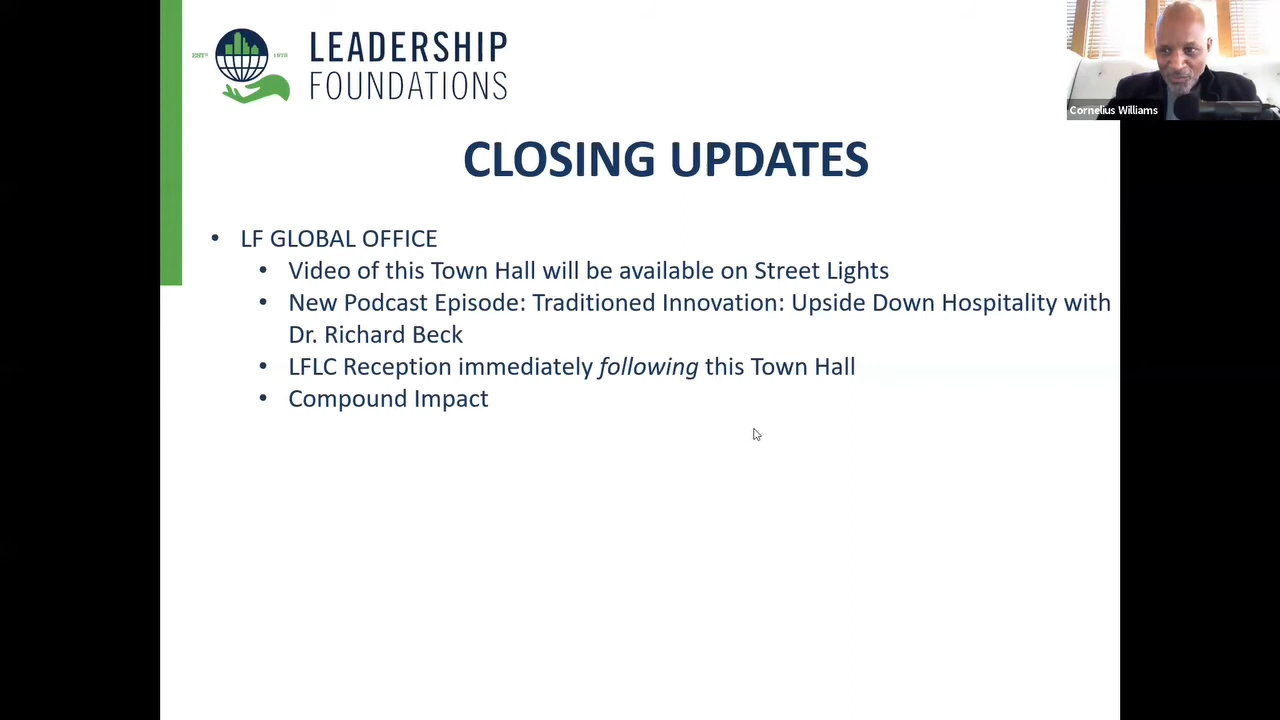 LEADERSHIP
FOUNDATIONS
Cornelius Williams
CLOSING UPDATES
• LF GLOBAL OFFICE
• Video of this Town Hall will be available on Street Lights
• New Podcast Episode: Traditioned Innovation: Upside Down Hospitality with
Dr. Richard Beck
• LFLC Reception immediately following this Town Hall
• Compound Impact